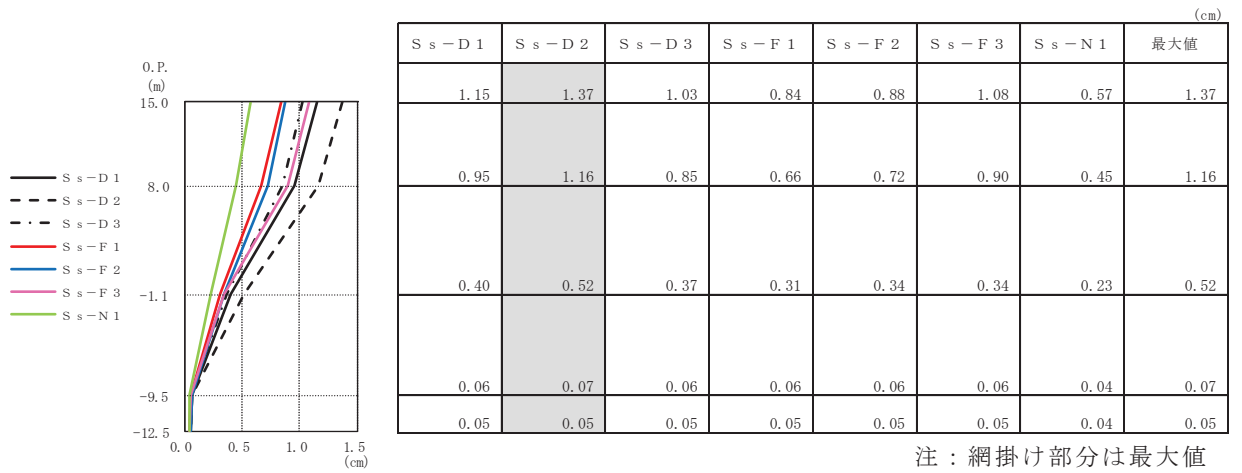 O.P.
(m)
15.0
8.0
-1.1
-9.5
-12.5
0.0 0.5 1.0 1.5
(cm)
Ss-D1
Ss-D2
Ss-D3
Ss-F1
Ss-F2
Ss-F3
Ss-N1
(cm)
Ss-D1 Ss-D2 Ss-D3 Ss-F1 Ss-F2 Ss-F3 Ss-N1 最大値
1.15 1.37 1.03 0.84 0.88 1.08 0.57 1.37
0.95 1.16 0.85 0.66 0.72 0.90 0.45 1.16
0.40 0.52 0.37 0.31 0.34 0.34 0.23 0.52
0.06 0.07 0.06 0.06 0.06 0.06 0.04 0.07
0.05 0.05 0.05 0.05 0.05 0.05 0.04 0.05
注：網掛け部分は最大値